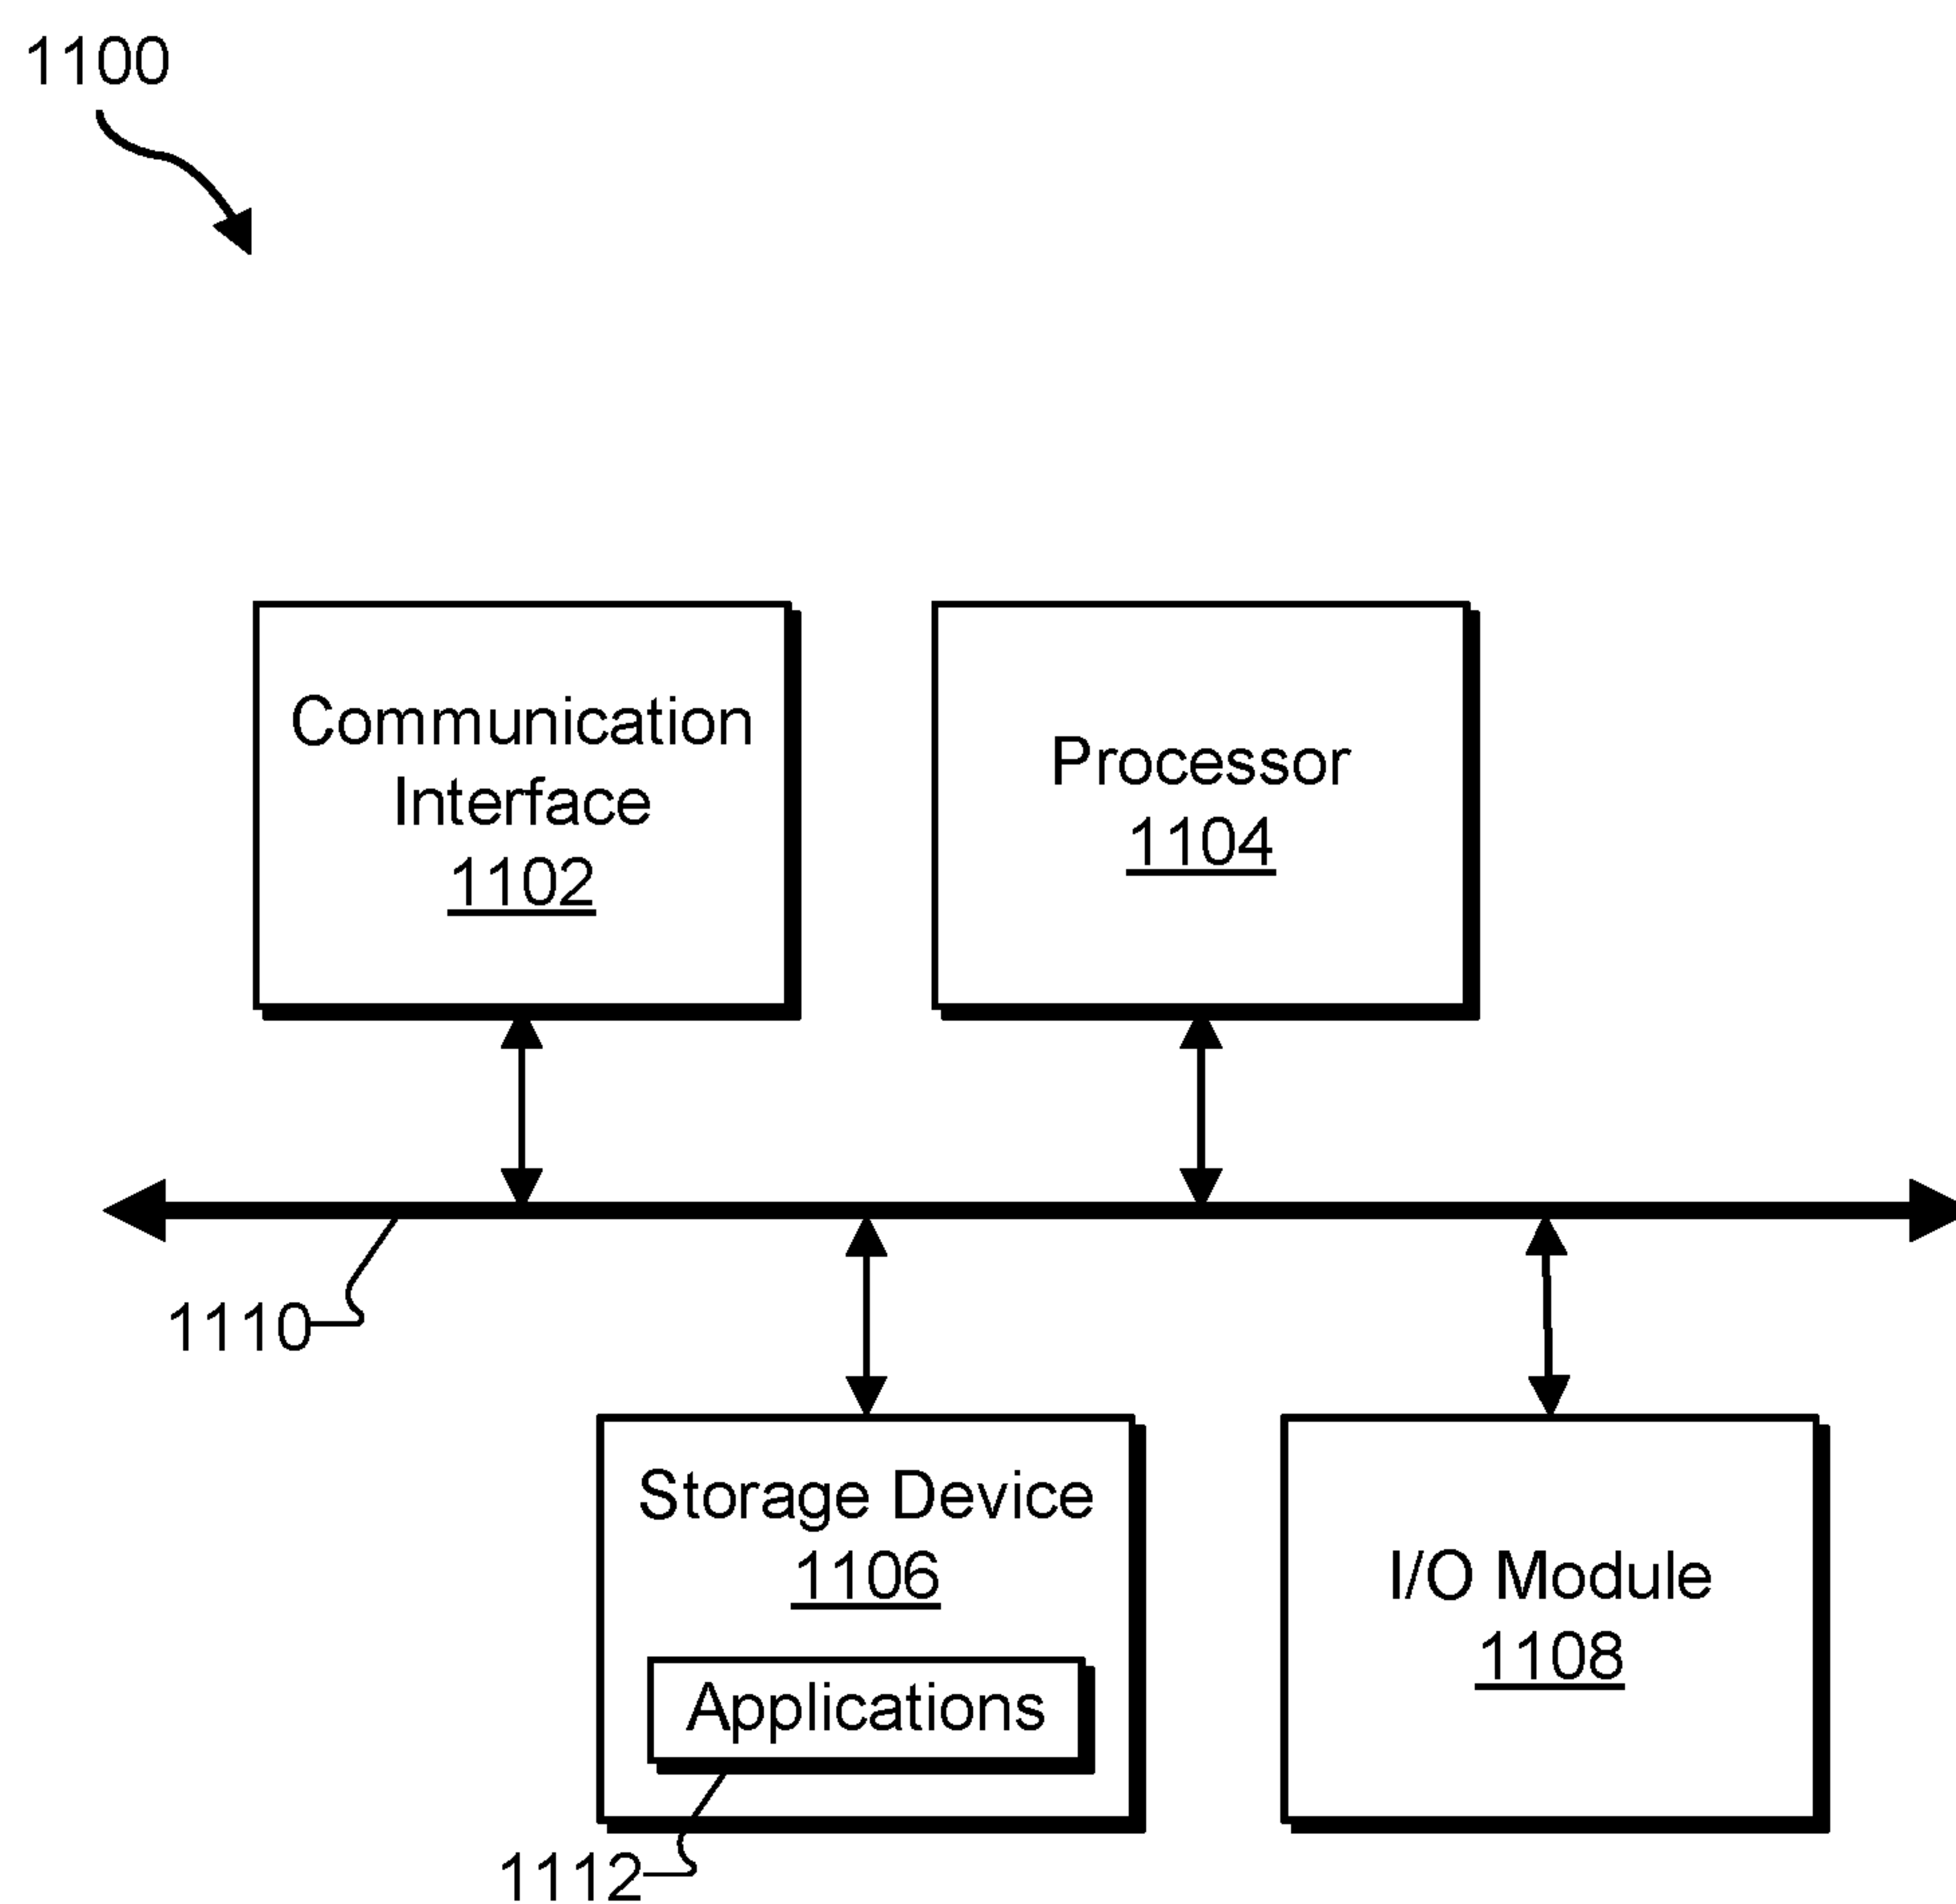 1100
Communication
Interface
1102
Processor
1104
1110
Storage Device
1106
Applications
1112
I/O Module
1108